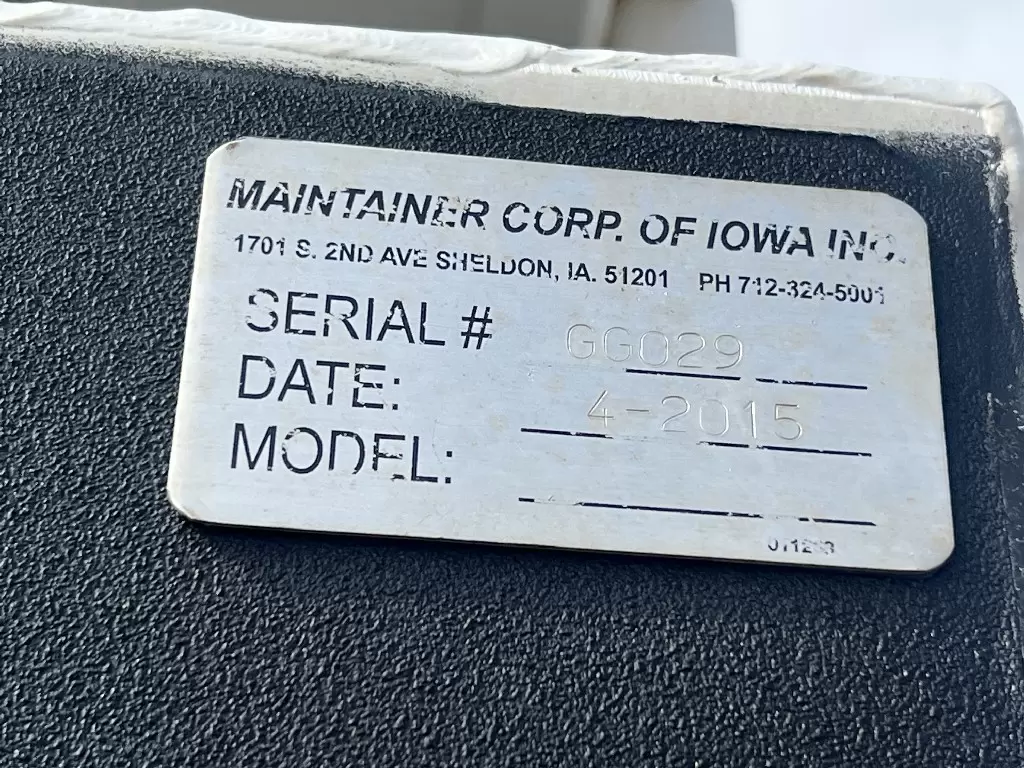 MAINTAINER CORP. OF IOWA INC.
1701 S. 2ND AVE SHELDON, IA. 51201 PH 712-324-5001
SERIAL # GG029
DATE: 4-2015
MODEL: